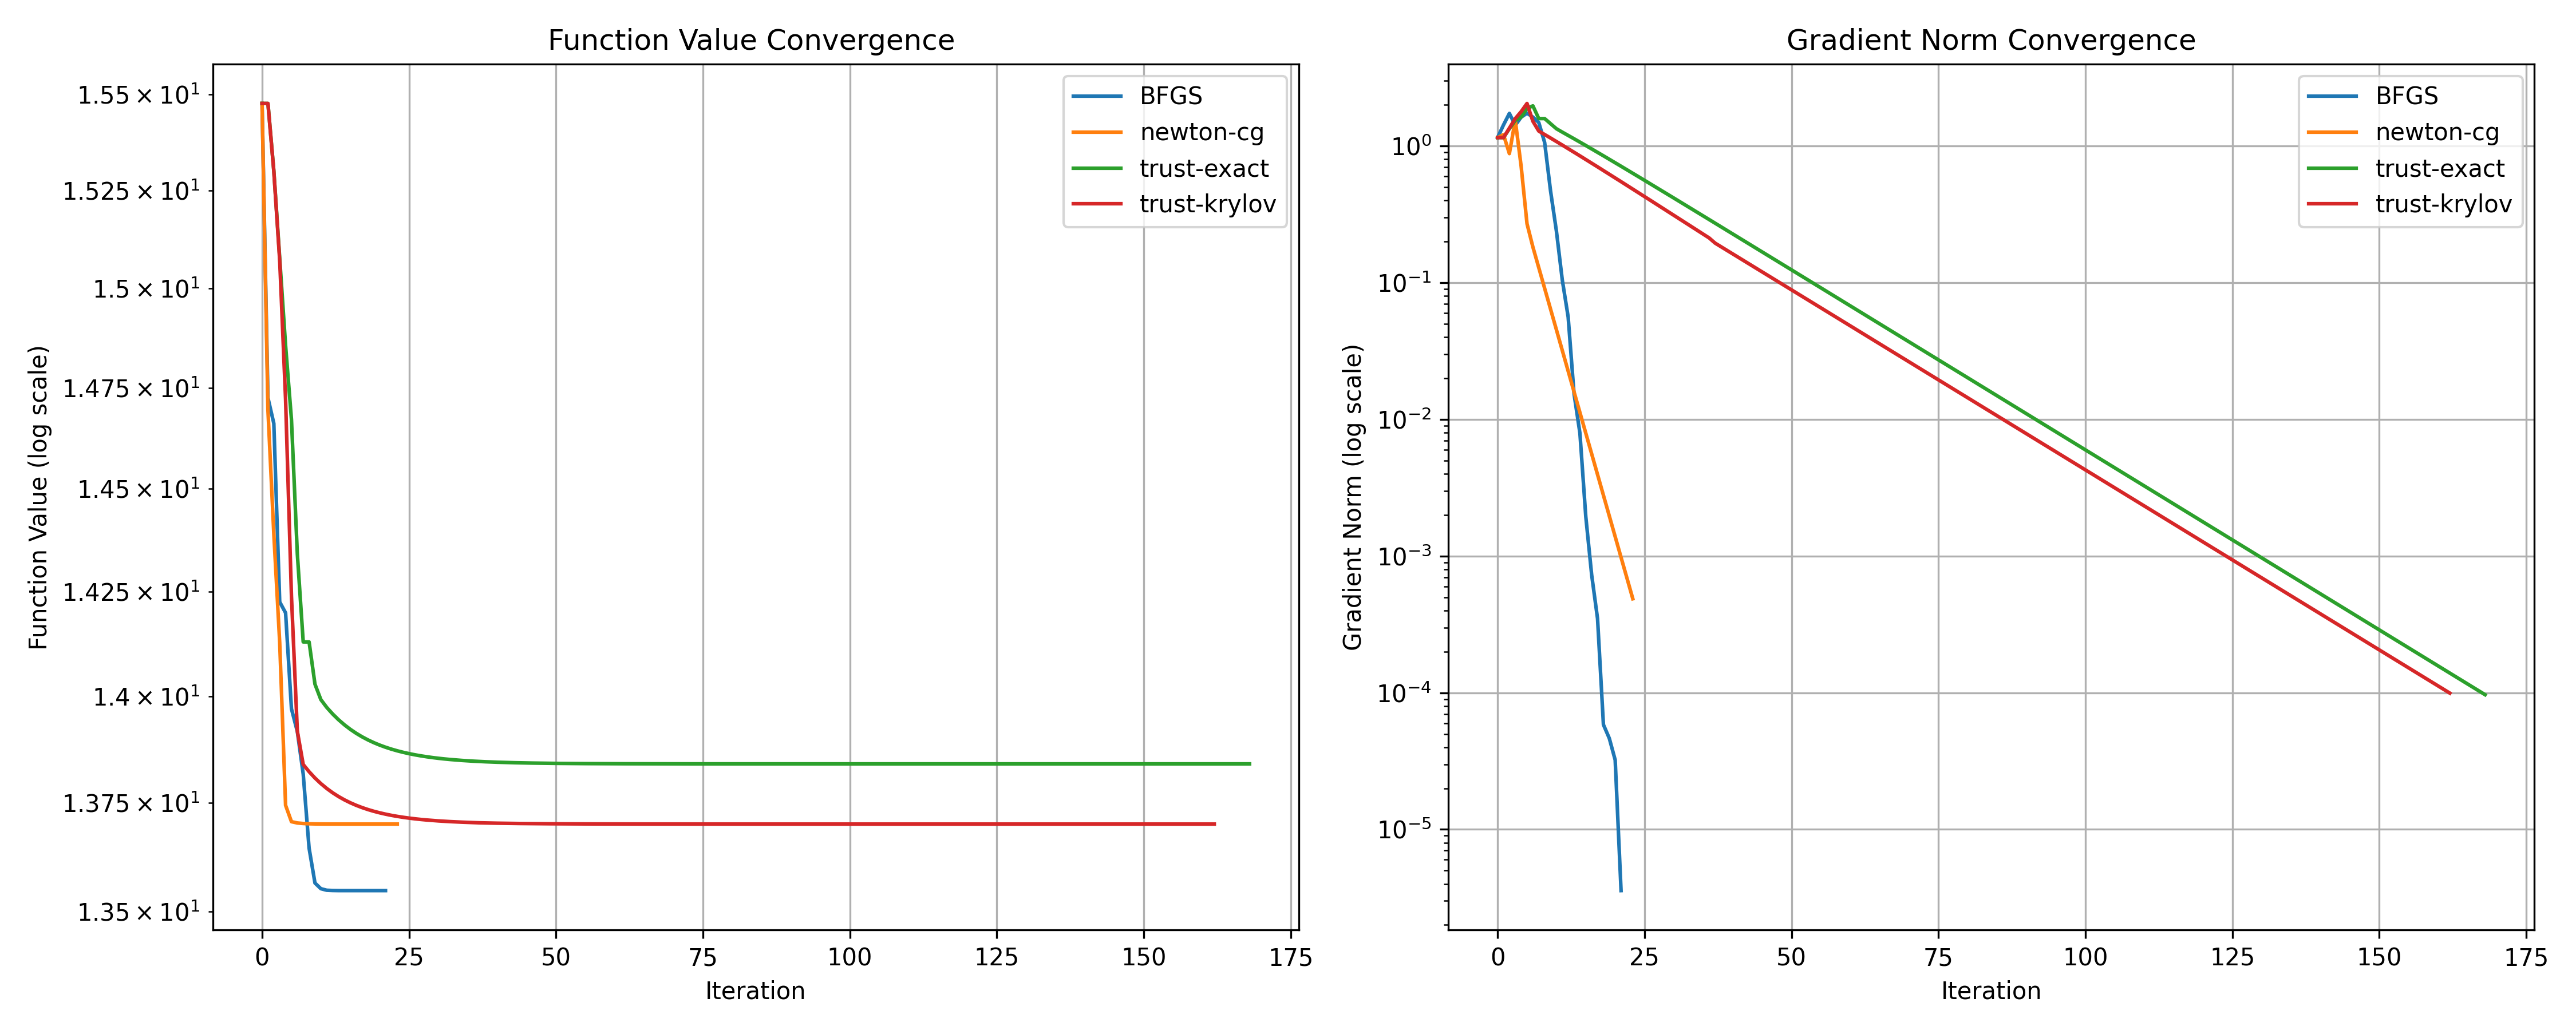 Function Value Convergence
Function Value (log scale)
1.55 × 10¹
1.525 × 10¹
1.5 × 10¹
1.475 × 10¹
1.45 × 10¹
1.425 × 10¹
1.4 × 10¹
1.375 × 10¹
1.35 × 10¹
BFGS
newton-cg
trust-exact
trust-krylov
0 25 50 75 100 125 150 175
Iteration
Gradient Norm Convergence
Gradient Norm (log scale)
10⁰
10⁻¹
10⁻²
10⁻³
10⁻⁴
10⁻⁵
BFGS
newton-cg
trust-exact
trust-krylov
0 25 50 75 100 125 150 175
Iteration